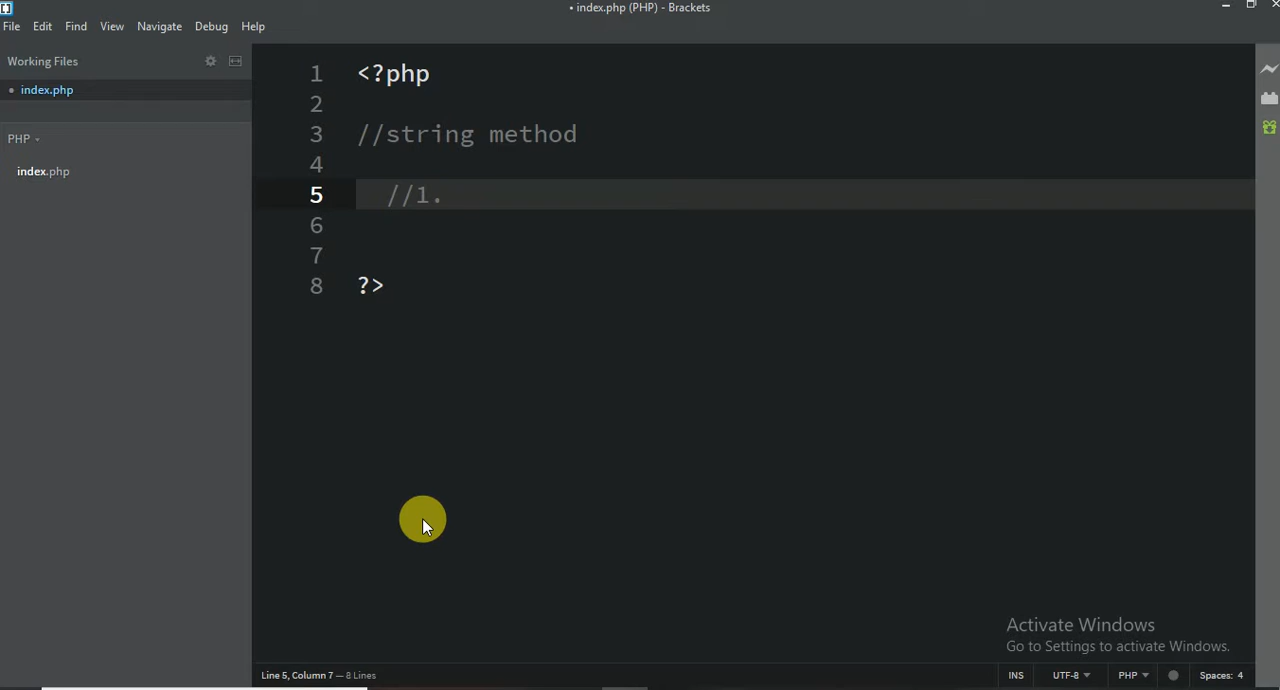 • index.php (PHP) - Brackets
File Edit Find View Navigate Debug Help
Working Files
• index.php
PHP
index.php
1 <?php
2
3 //string method
4
5 //1.
6
7
8 ?>
Activate Windows
Go to Settings to activate Windows.
Line 5, Column 7 — 8 Lines
INS UTF-8 PHP Spaces: 4